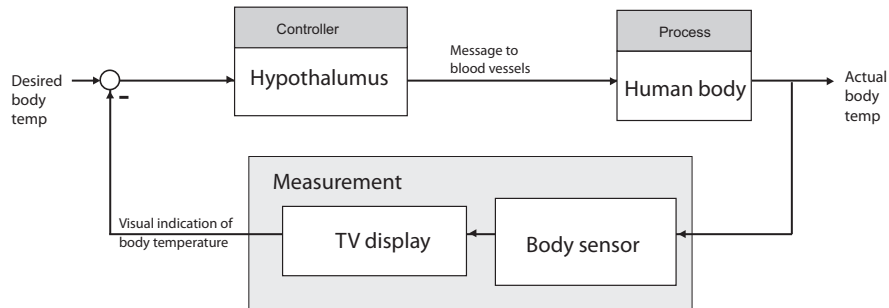 Controller
Hypothalumus
Message to
blood vessels
Process
Human body
Desired
body
temp
-
Actual
body
temp
Measurement
Visual indication of
body temperature
TV display
Body sensor